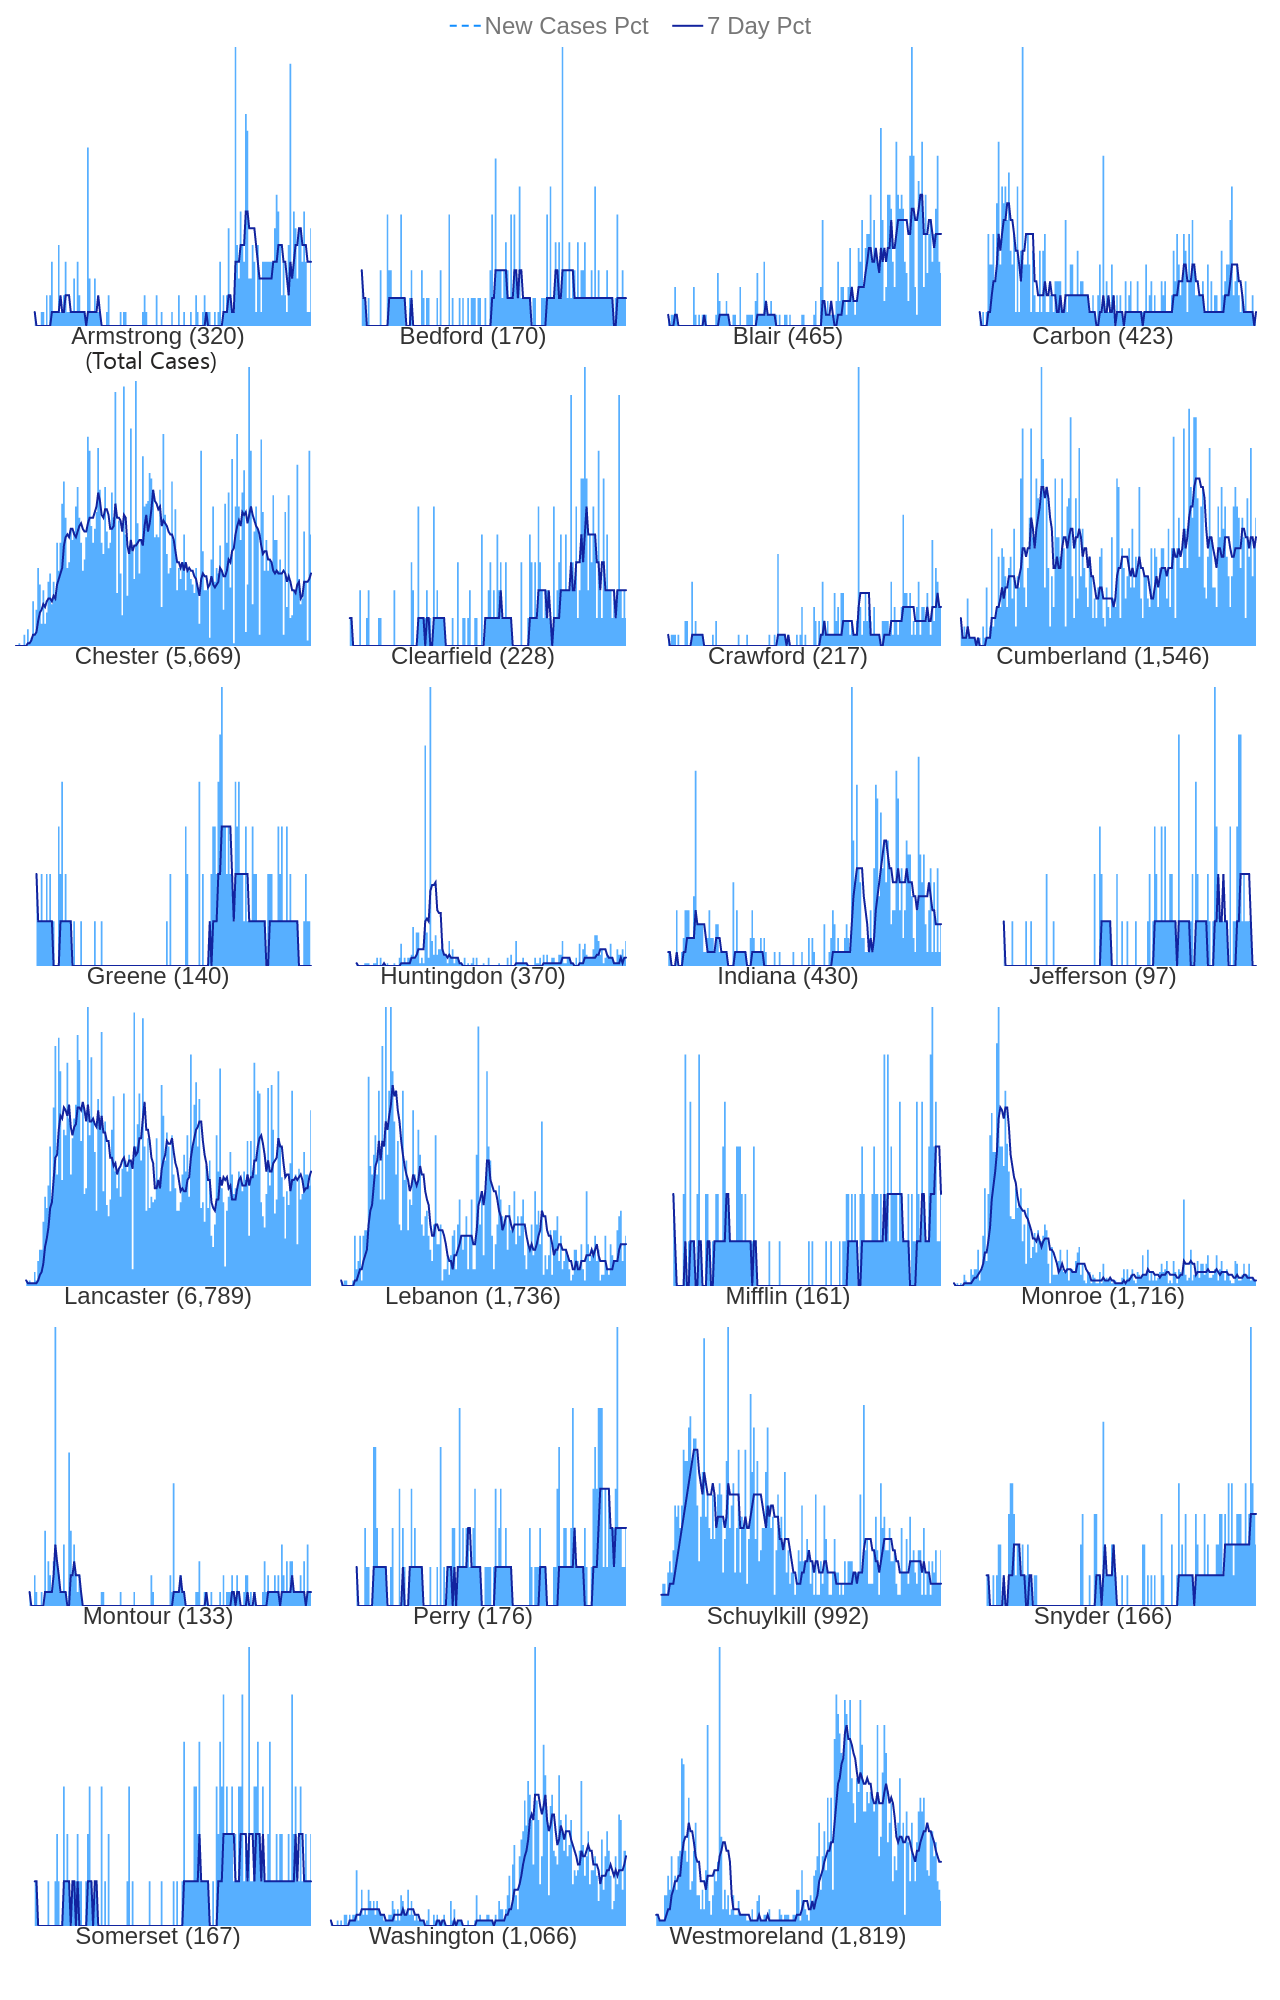 New Cases Pct 7 Day Pct
Armstrong (320) Bedford (170) Blair (465) Carbon (423)
(Total Cases)
Chester (5,669) Clearfield (228) Crawford (217) Cumberland (1,546)
Greene (140) Huntingdon (370) Indiana (430) Jefferson (97)
Lancaster (6,789) Lebanon (1,736) Mifflin (161) Monroe (1,716)
Montour (133) Perry (176) Schuylkill (992) Snyder (166)
Somerset (167) Washington (1,066) Westmoreland (1,819)